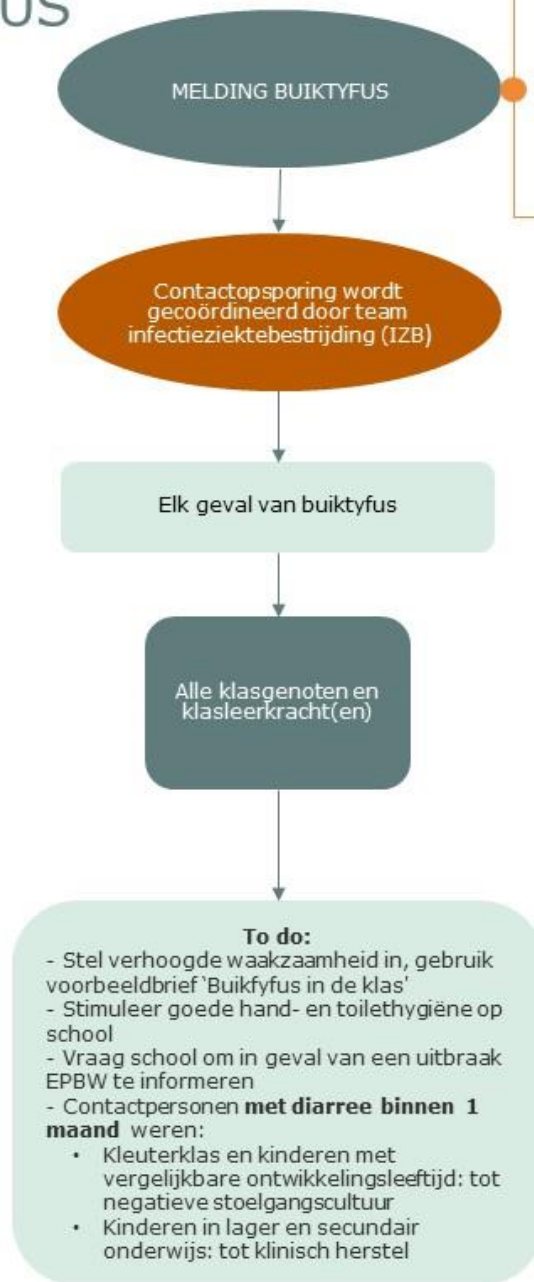 US
MELDING BUIKTYFUS
Contactopsporing wordt
gecoördineerd door team
infectieziektebestrijding (IZB)
Elk geval van buiktyfus
Alle klasgenoten en
klasleerkracht(en)
To do:
- Stel verhoogde waakzaamheid in, gebruik
voorbeeldbrief 'Buikfyfus in de klas'
- Stimuleer goede hand- en toilethygiëne op
school
- Vraag school om in geval van een uitbraak
EPBW te informeren
- Contactpersonen met diarree binnen 1
maand weren:
• Kleuterklas en kinderen met
vergelijkbare ontwikkelingsleeftijd: tot
negatieve stoelgangscultuur
• Kinderen in lager en secundair
onderwijs: tot klinisch herstel